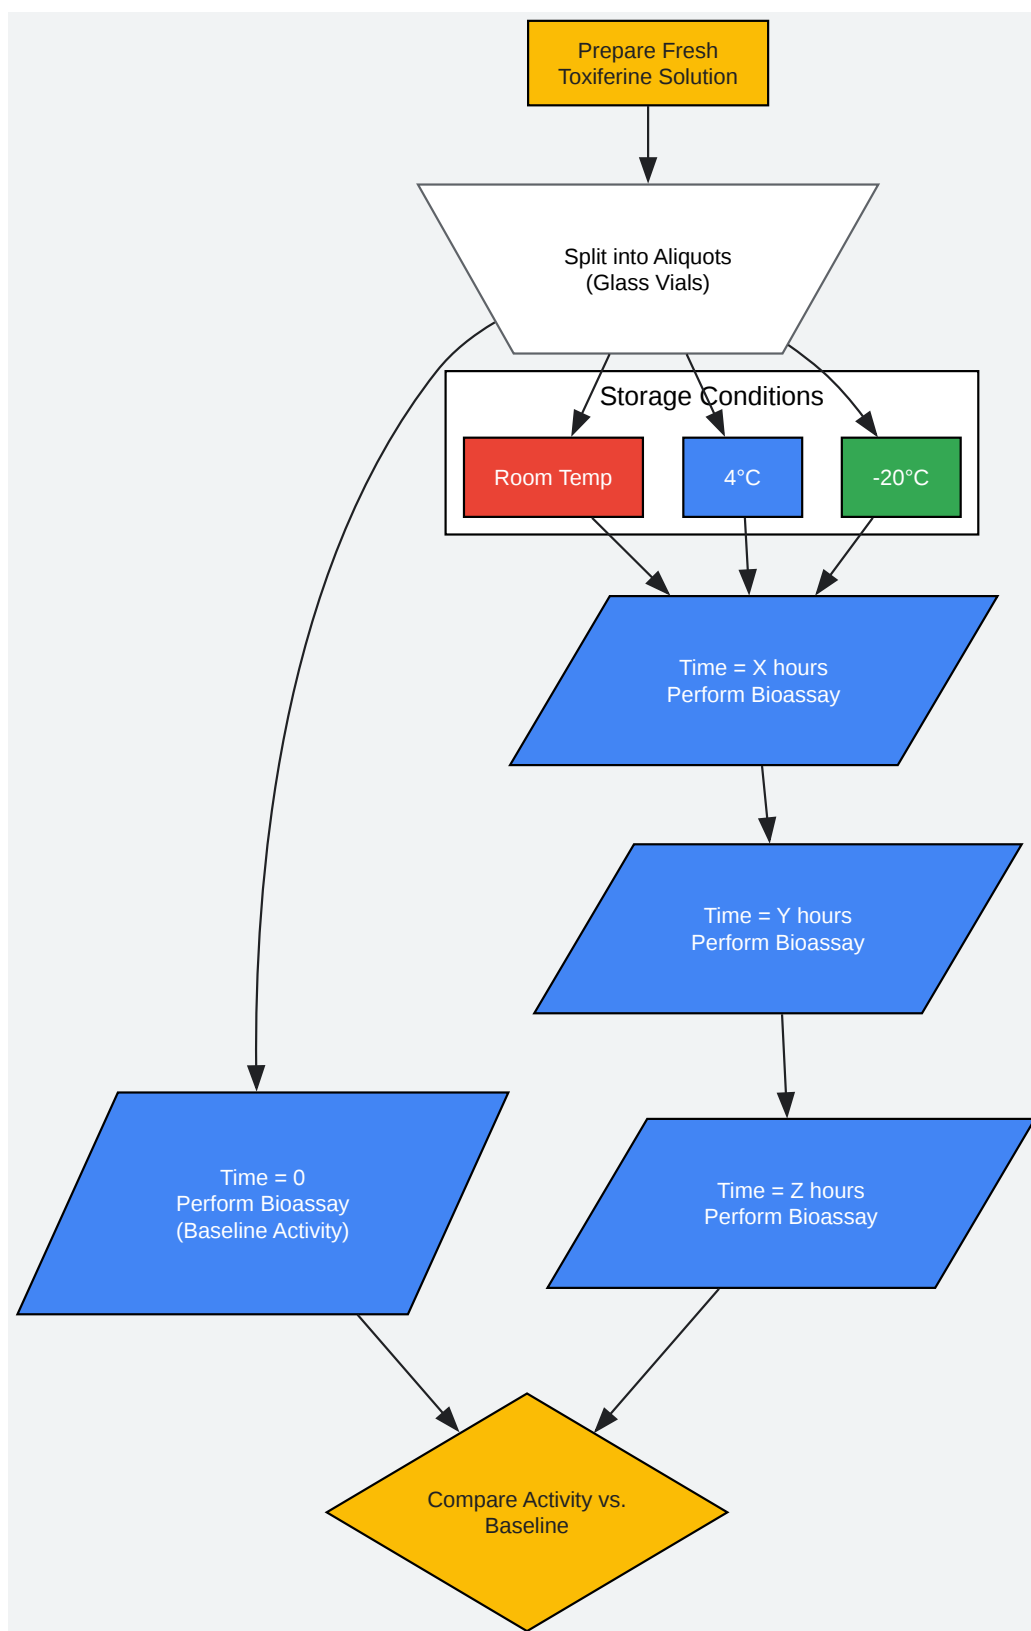 Prepare Fresh
Toxiferine Solution
Split into Aliquots
(Glass Vials)
Storage Conditions
Room Temp
4°C
-20°C
Time = X hours
Perform Bioassay
Time = Y hours
Perform Bioassay
Time = 0
Perform Bioassay
(Baseline Activity)
Time = Z hours
Perform Bioassay
Compare Activity vs.
Baseline